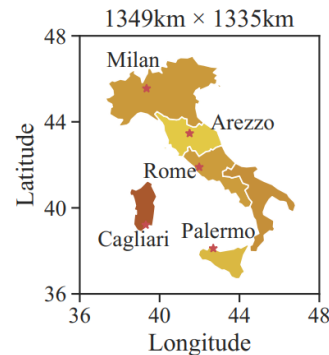 1349km × 1335km
48
Milan
44
Arezzo
Rome
Latitude
40
Cagliari
Palermo
36
36 40 44 48
Longitude